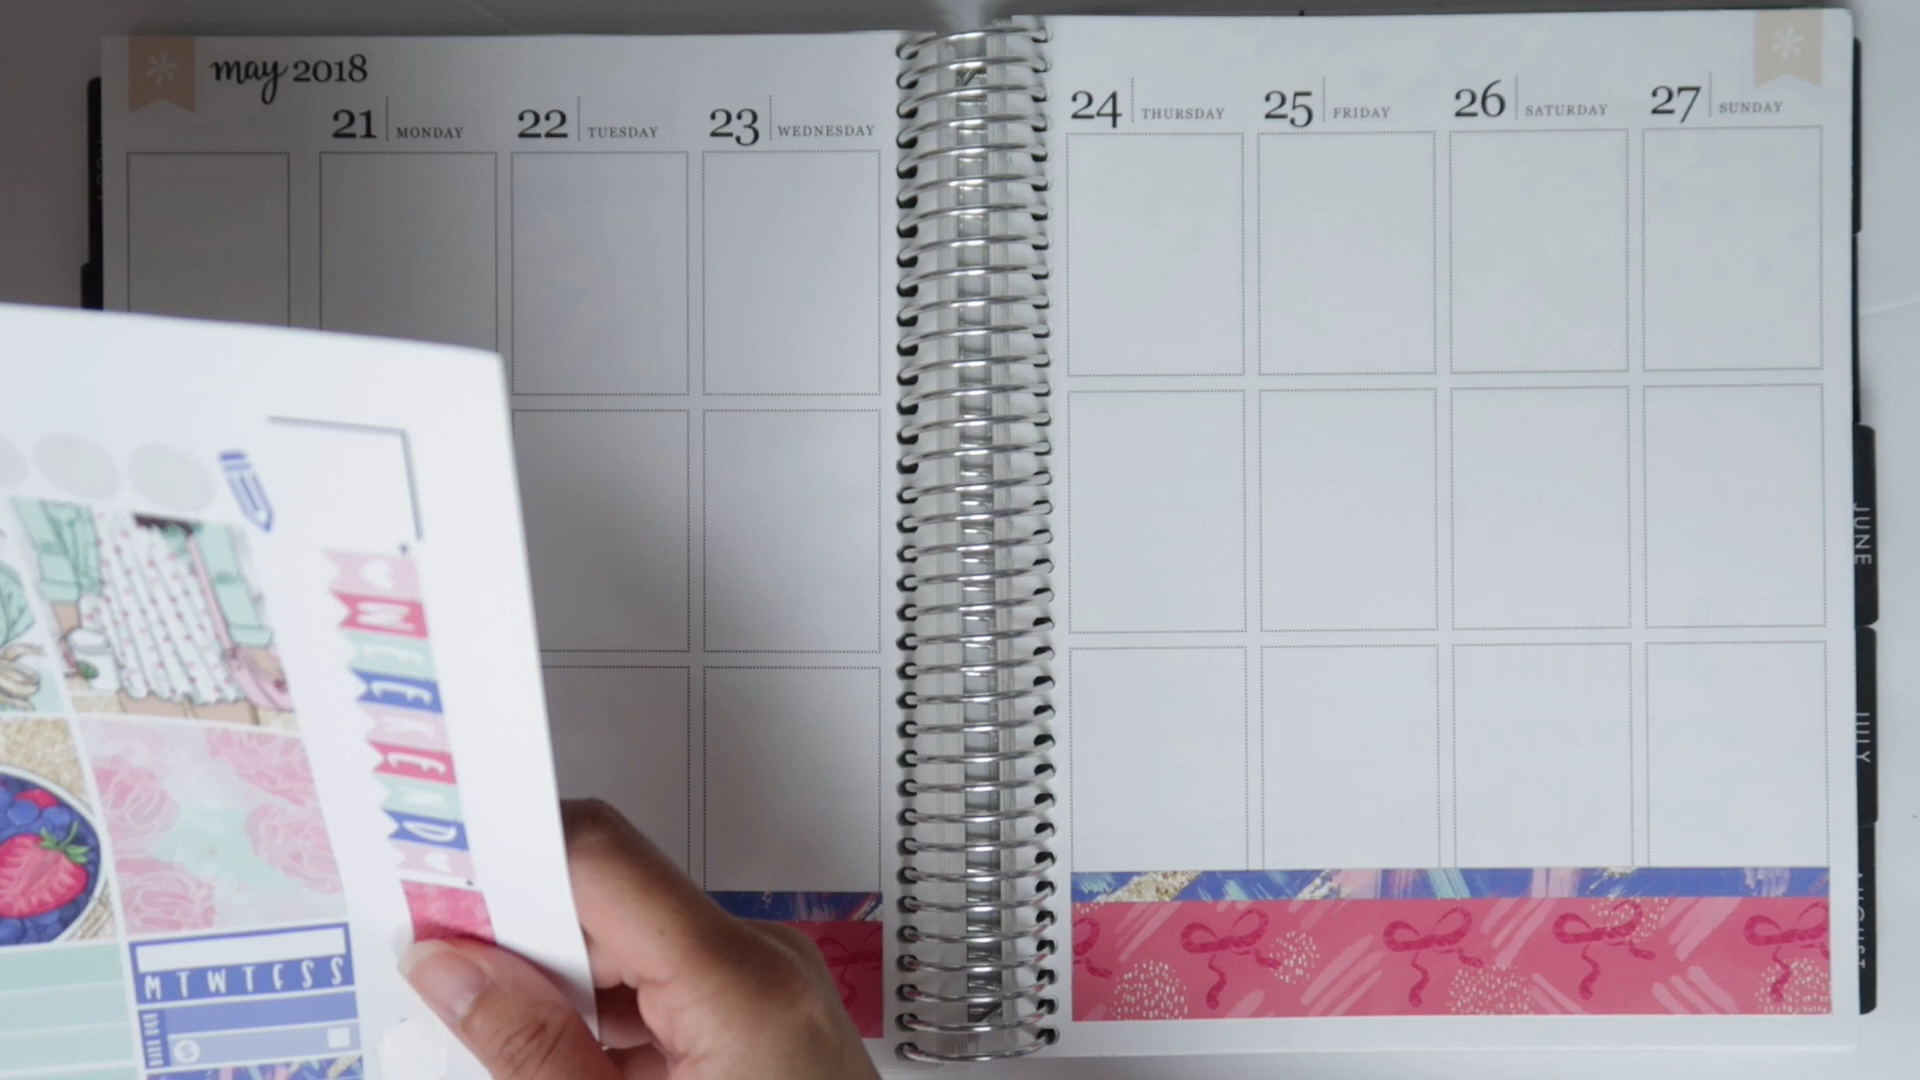 may 2018
21 MONDAY
22 TUESDAY
23 WEDNESDAY
24 THURSDAY
25 FRIDAY
26 SATURDAY
27 SUNDAY
JUNE
JULY
AUGUST
WEEKEND
M T W T F S S